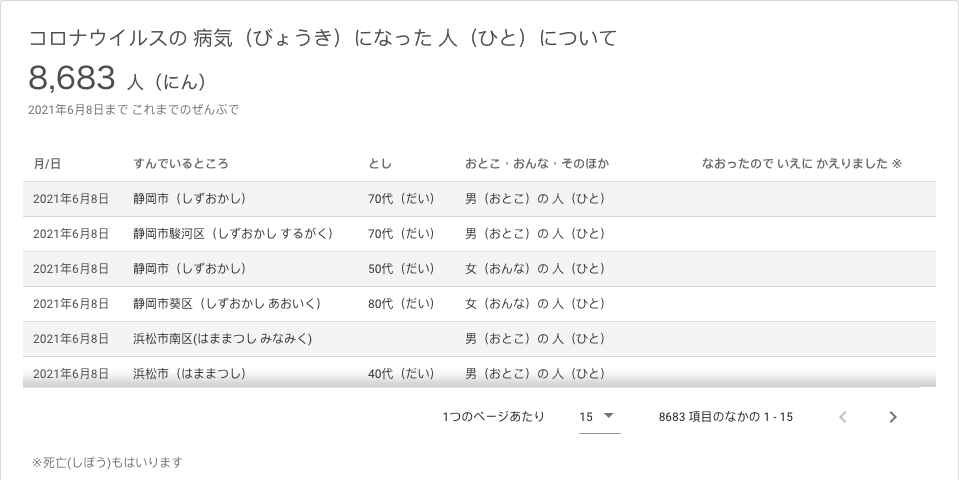 コロナウイルスの 病気（びょうき）になった 人（ひと）について
8,683 人（にん）
2021年6月8日まで これまでのぜんぶで
月/日 すんでいるところ とし おとこ・おんな・そのほか なおったので いえに かえりました ※
2021年6月8日 静岡市（しずおかし） 70代（だい） 男（おとこ）の 人（ひと）
2021年6月8日 静岡市駿河区（しずおかし するがく） 70代（だい） 男（おとこ）の 人（ひと）
2021年6月8日 静岡市（しずおかし） 50代（だい） 女（おんな）の 人（ひと）
2021年6月8日 静岡市葵区（しずおかし あおいく） 80代（だい） 女（おんな）の 人（ひと）
2021年6月8日 浜松市南区(はままつし みなみく) 男（おとこ）の 人（ひと）
2021年6月8日 浜松市（はままつし） 40代（だい） 男（おとこ）の 人（ひと）
1つのページあたり 15 8683 項目のなかの 1 - 15
※死亡(しぼう)もはいります